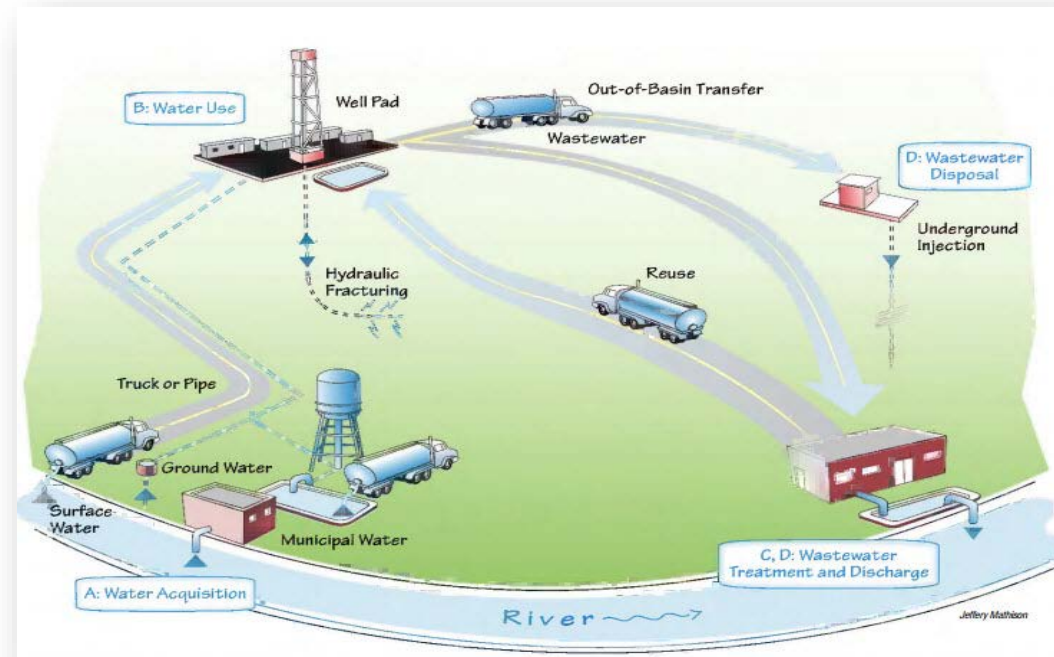 B: Water Use
Well Pad
Out-of-Basin Transfer
Wastewater
D: Wastewater
Disposal
Underground
Injection
Hydraulic
Fracturing
Reuse
Truck or Pipe
Ground Water
Surface-
Water
Municipal Water
A: Water Acquisition
C, D: Wastewater
Treatment and Discharge
River
Jeffery Mathison